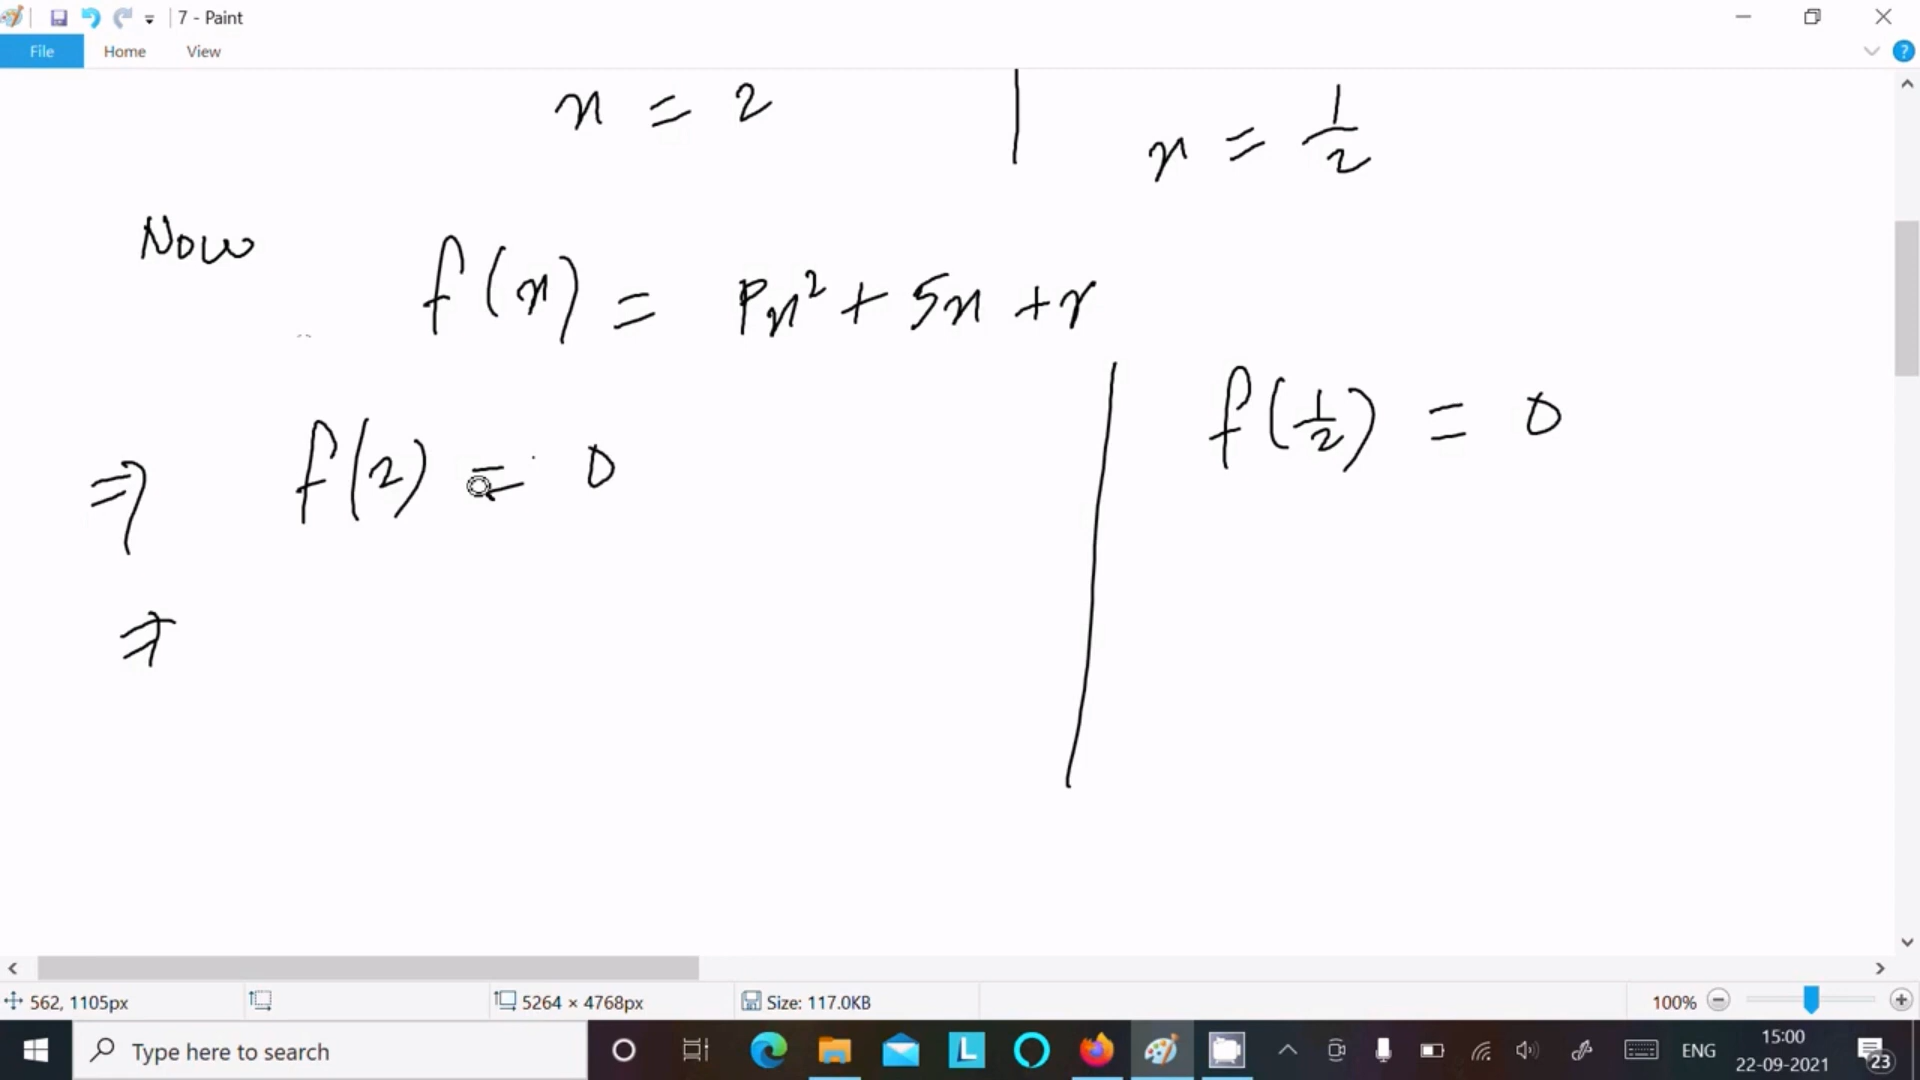 7 - Paint
File Home View
x = 2
x = 1/2
Now f(x) = Px² + 5x + r
⇒ f(2) = 0
f(1/2) = 0
⇒
562, 1105px 5264 × 4768px Size: 117.0KB 100%
Type here to search
L
ENG
15:00
22-09-2021
23